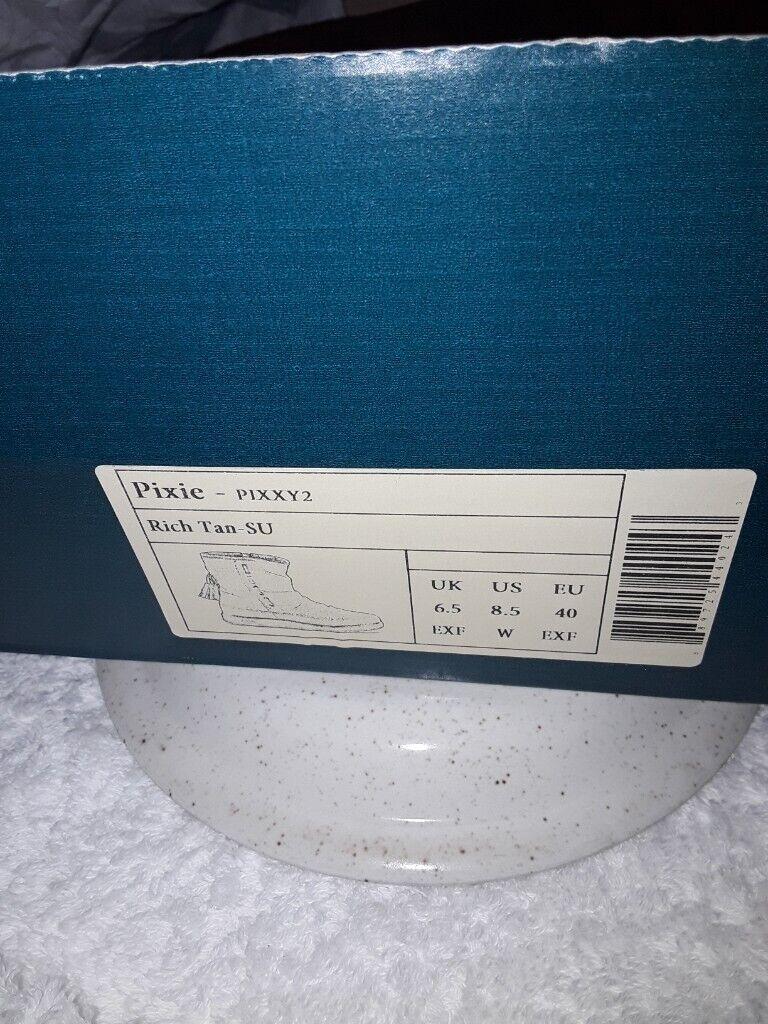 Pixie - PIXXY2
Rich Tan-SU
UK US EU
6.5 8.5 40
EXF W EXF